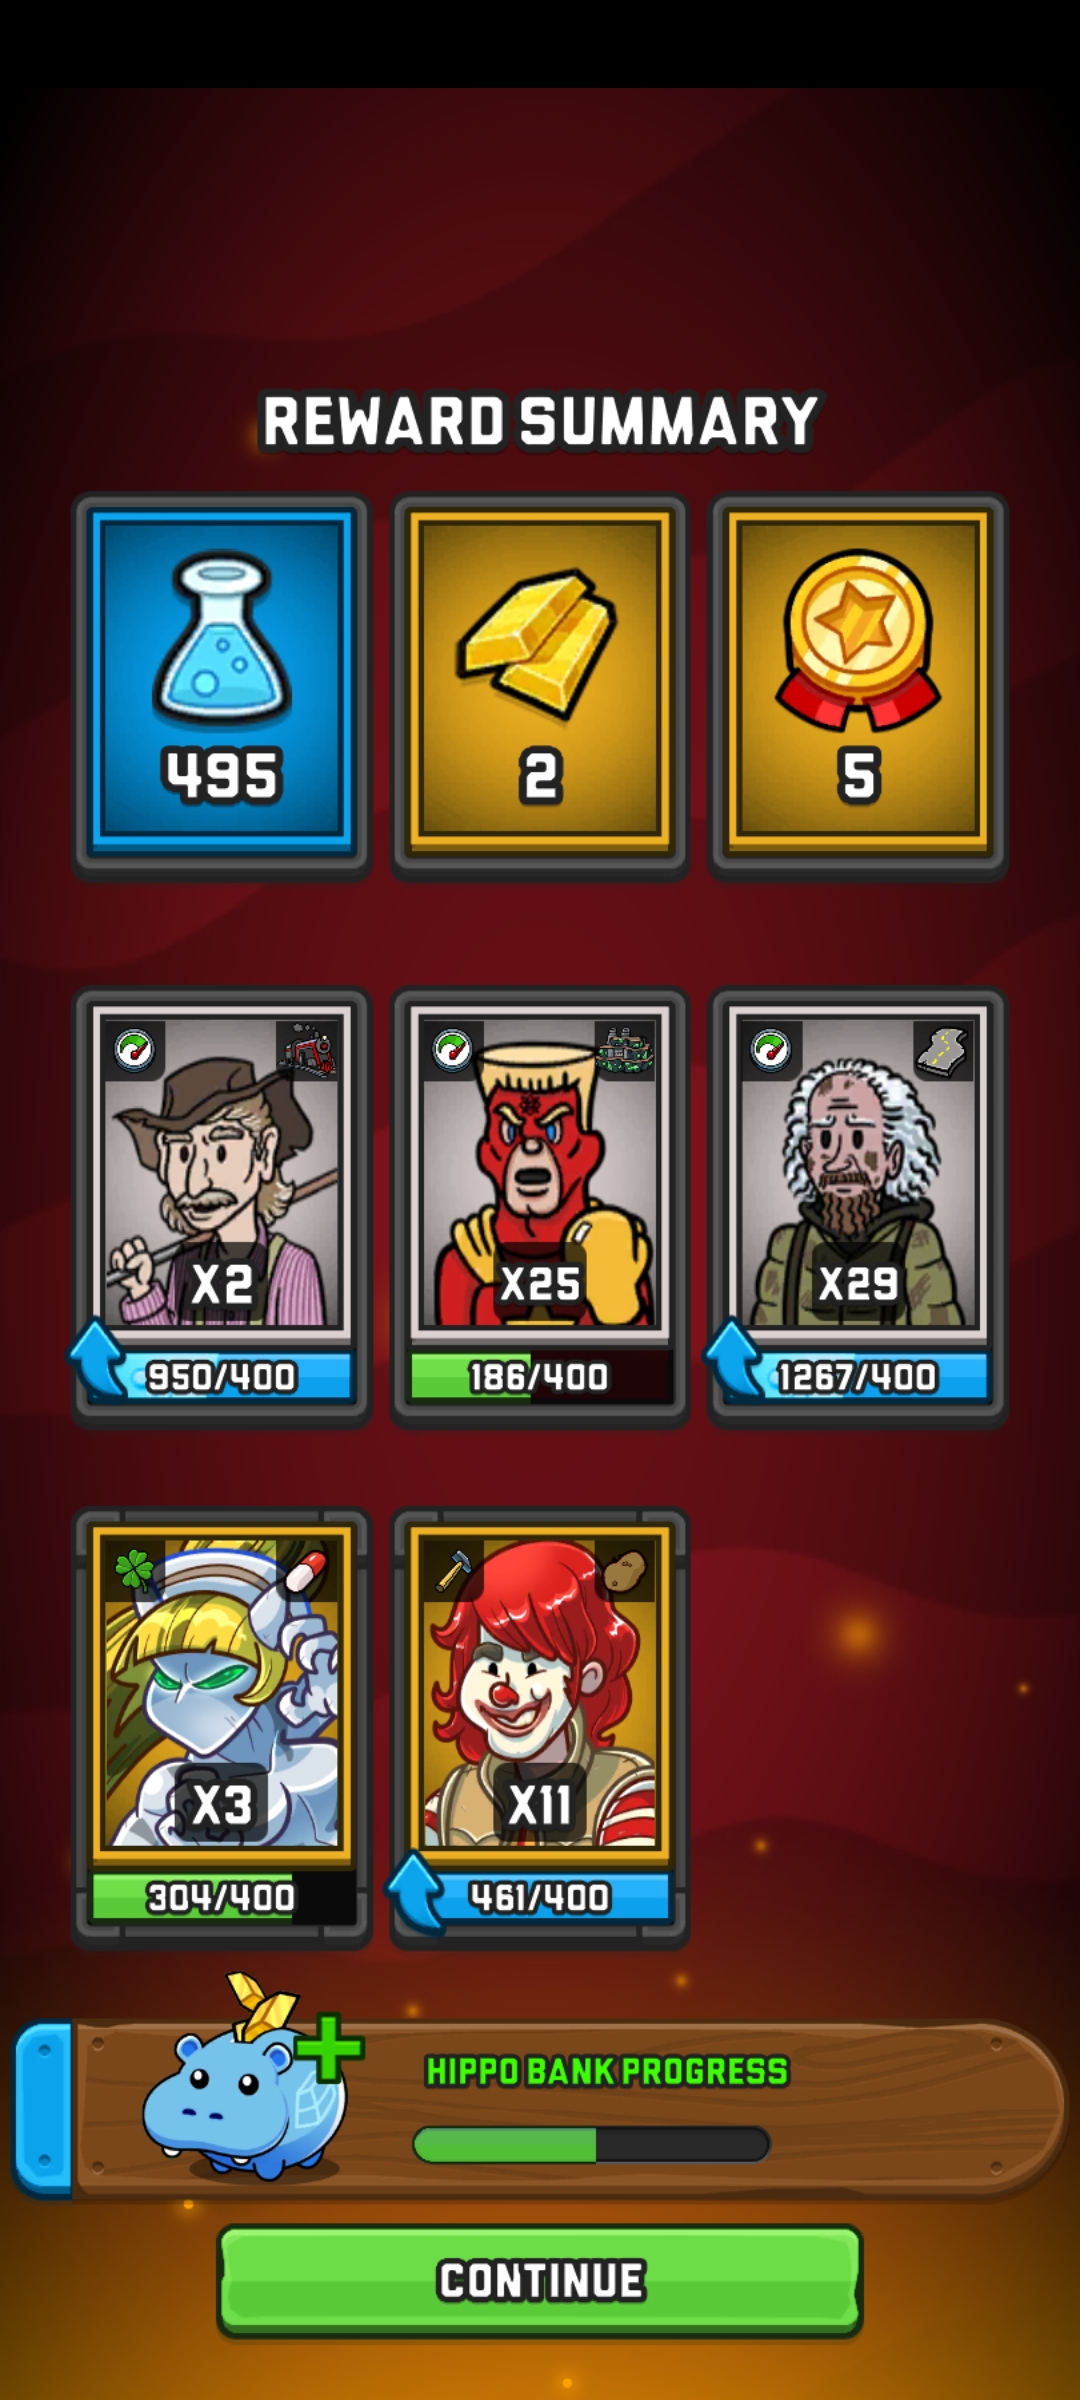 REWARD SUMMARY
495
2
5
X2
X25
X29
950/400
186/400
1267/400
X3
X11
304/400
461/400
HIPPO BANK PROGRESS
CONTINUE